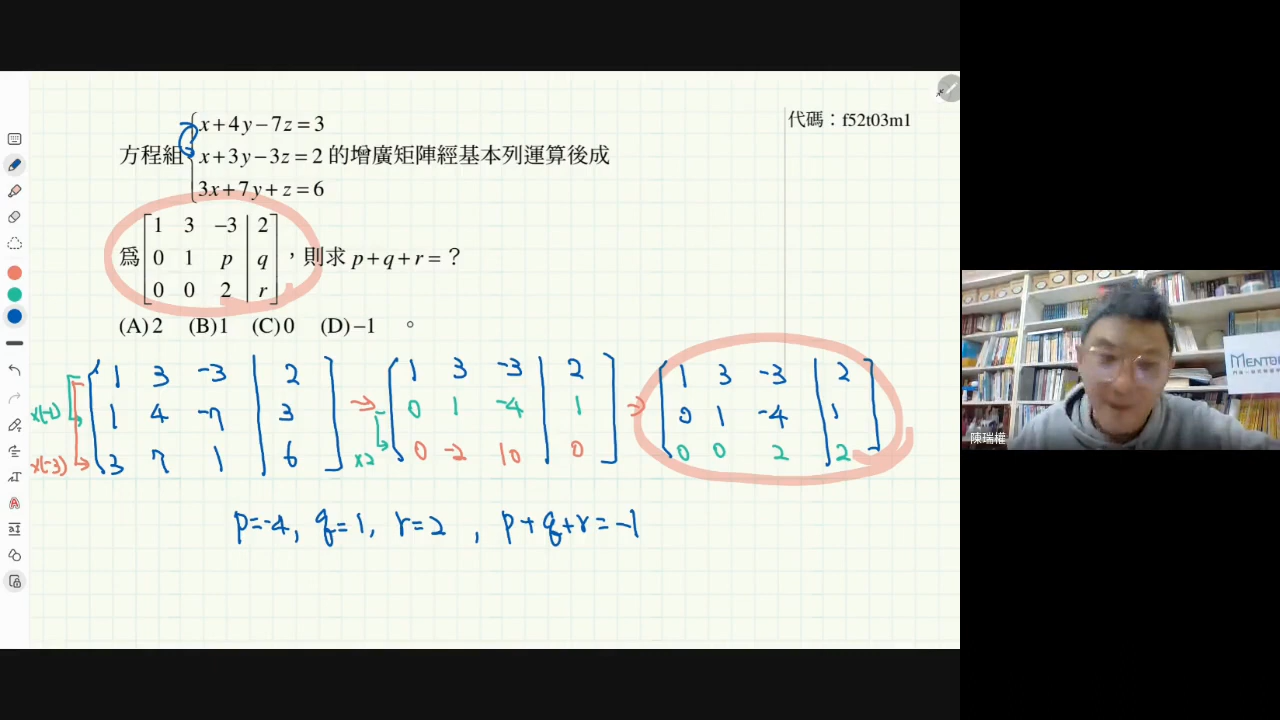 代碼：f52t03m1
x+4y−7z=3
方程組 x+3y−3z=2 的增廣矩陣經基本列運算後成
3x+7y+z=6
1 3 −3 | 2
爲 0 1 p | q ，則求 p+q+r=？
0 0 2 | r
(A) 2 (B) 1 (C) 0 (D) −1 。
1 3 -3 | 2 1 3 -3 | 2 1 3 -3 | 2
x(-1) 1 4 -7 | 3 → 0 1 -4 | 1 → 0 1 -4 | 1
x(-3) 3 7 1 | 6 x2 0 -2 10 | 0 0 0 2 | 2
p=-4, q=1, r=2 , p+q+r=-1
陳瑞權
MENTOR